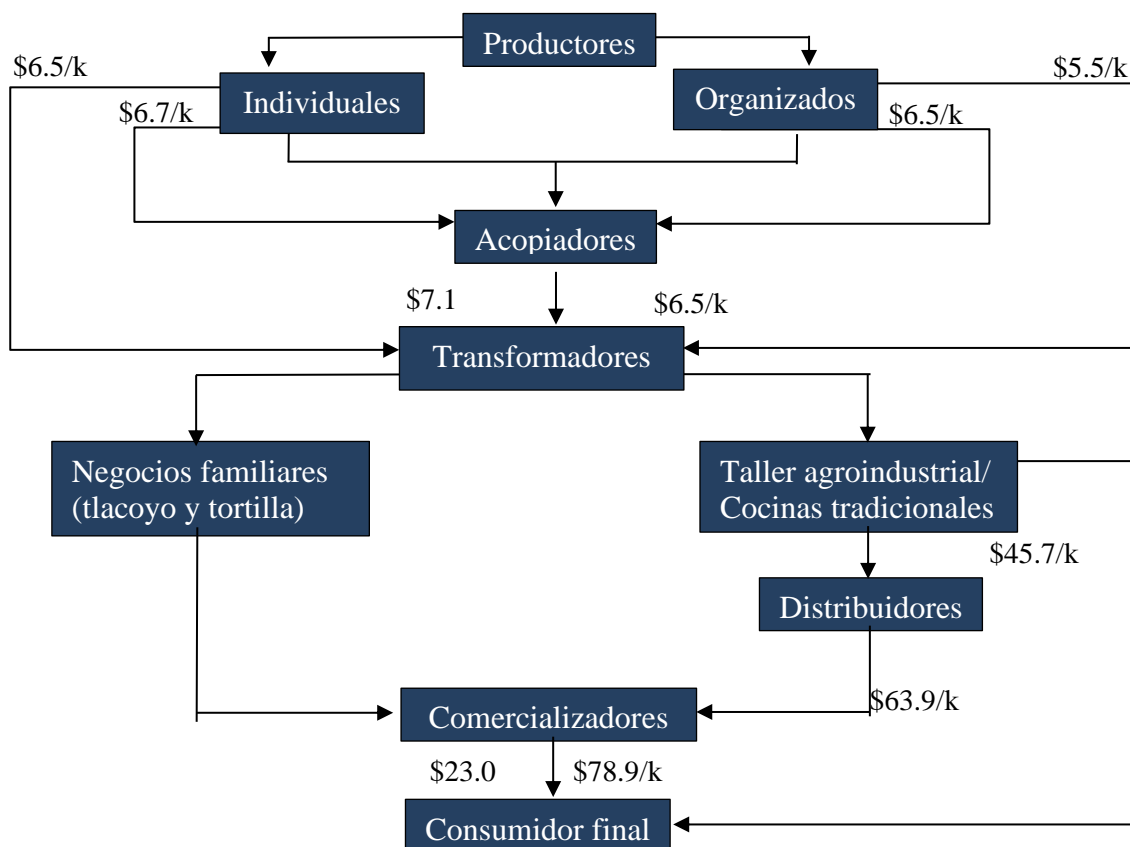 Productores
$6.5/k
$5.5/k
Individuales
Organizados
$6.7/k
$6.5/k
Acopiadores
$7.1
$6.5/k
Transformadores
Negocios familiares
(tlacoyo y tortilla)
Taller agroindustrial/
Cocinas tradicionales
$45.7/k
Distribuidores
$63.9/k
Comercializadores
$23.0
$78.9/k
Consumidor final